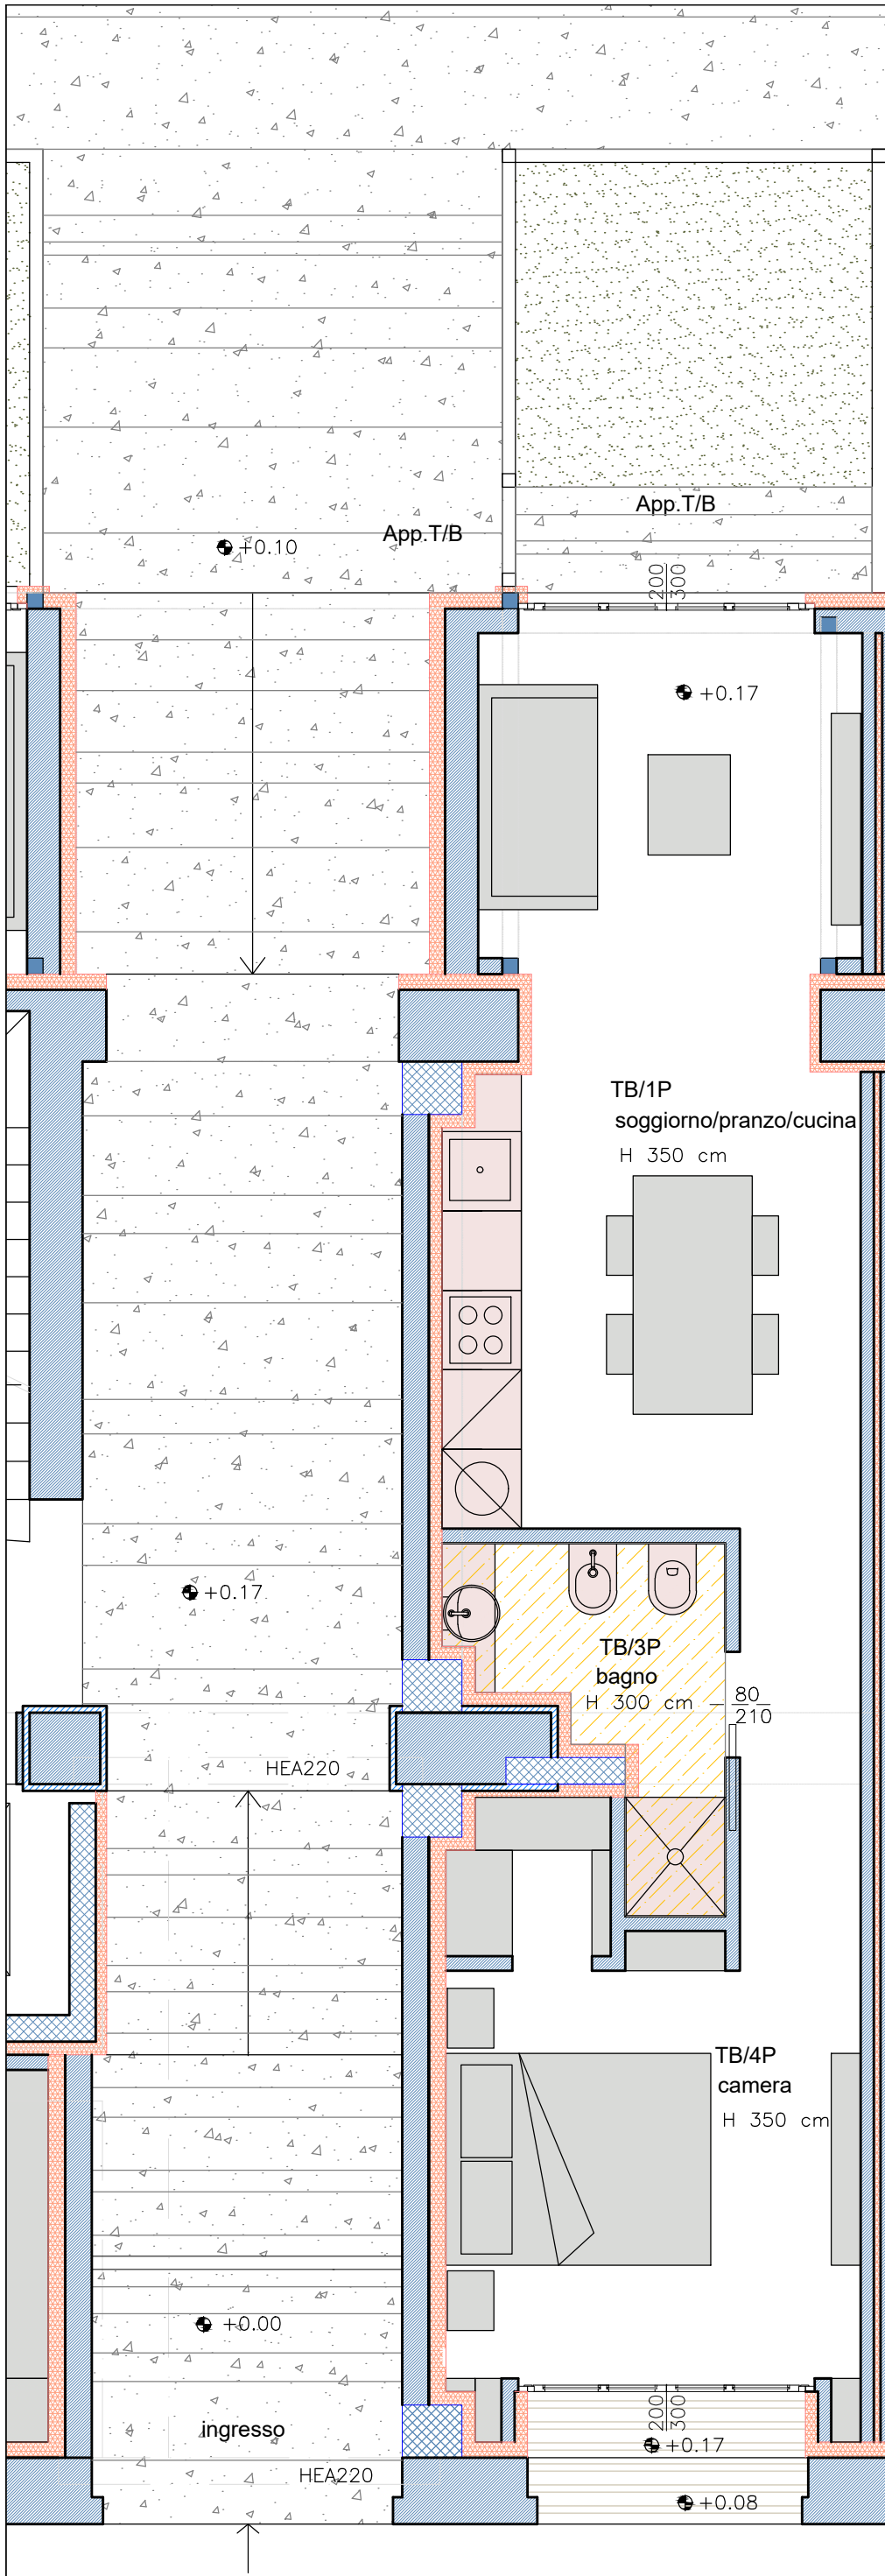 App.T/B
App.T/B
+0.10
200
300
+0.17
TB/1P
soggiorno/pranzo/cucina
H 350 cm
+0.17
TB/3P
bagno
H 300 cm
80
210
HEA220
TB/4P
camera
H 350 cm
+0.00
ingresso
200
300
+0.17
HEA220
+0.08